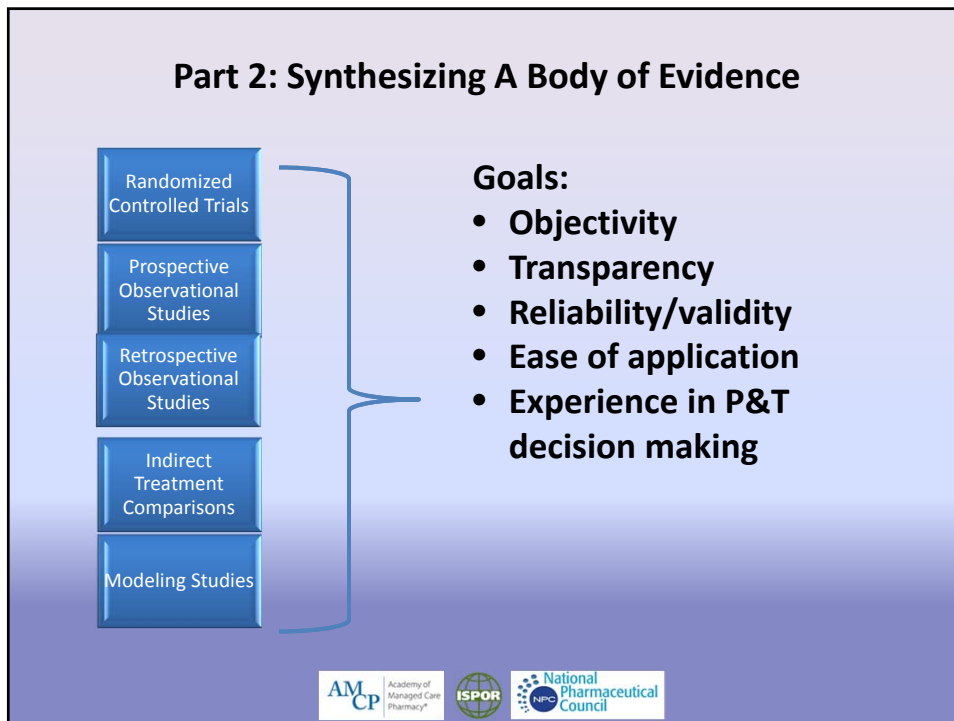 Part 2: Synthesizing A Body of Evidence
Randomized
Controlled Trials
Prospective
Observational
Studies
Retrospective
Observational
Studies
Indirect
Treatment
Comparisons
Modeling Studies
Goals:
• Objectivity
• Transparency
• Reliability/validity
• Ease of application
• Experience in P&T
decision making
AMCP
Academy of
Managed Care
Pharmacy®
ISPOR
NPC
National
Pharmaceutical
Council